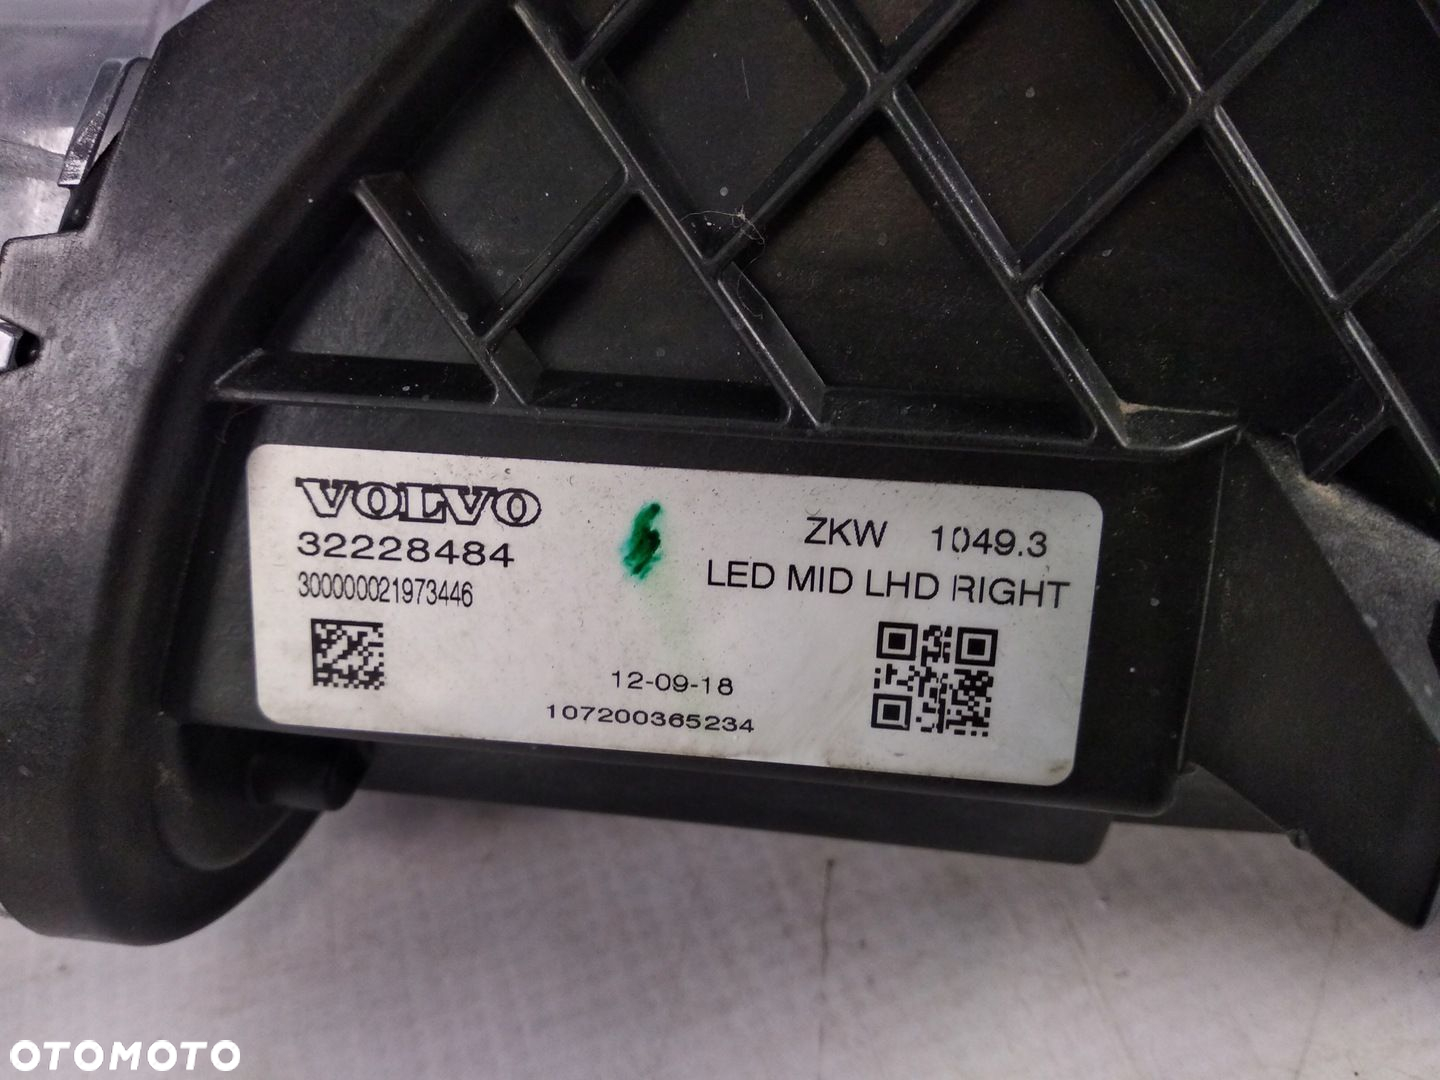 VOLVO
32228484
300000021973446
ZKW 1049.3
LED MID LHD RIGHT
12-09-18
107200365234
OTOMOTO